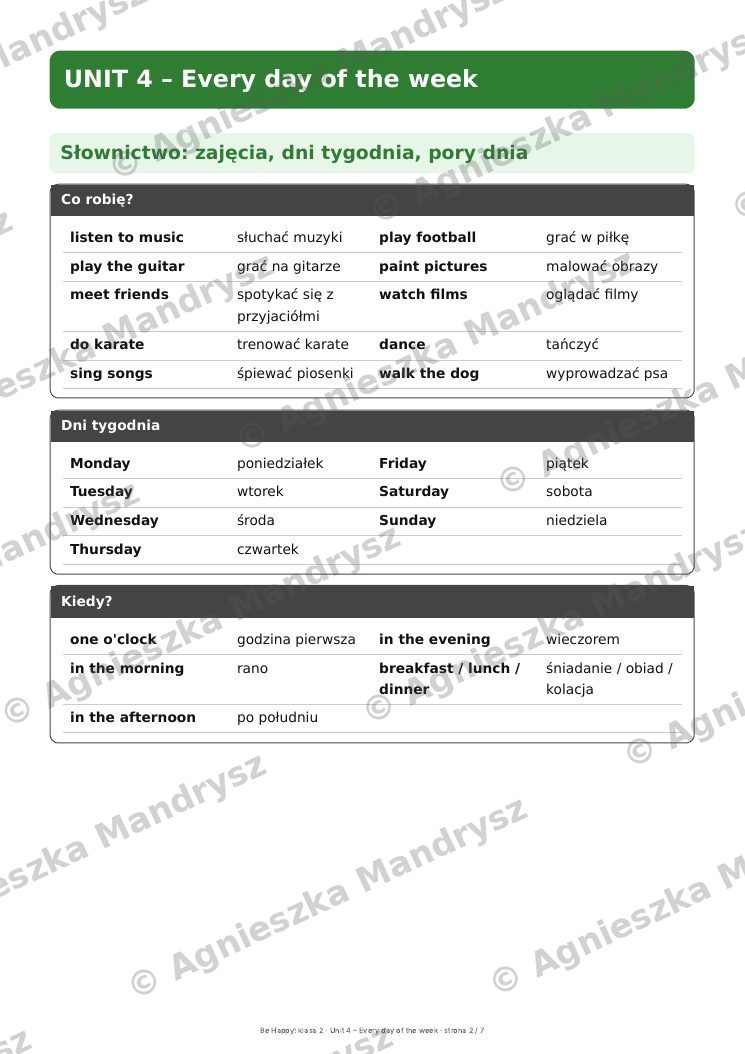 UNIT 4 – Every day of the week
Słownictwo: zajęcia, dni tygodnia, pory dnia
Co robię?
listen to music słuchać muzyki play football grać w piłkę
play the guitar grać na gitarze paint pictures malować obrazy
meet friends spotykać się z watch films oglądać filmy
przyjaciółmi
do karate trenować karate dance tańczyć
sing songs śpiewać piosenki walk the dog wyprowadzać psa
Dni tygodnia
Monday poniedziałek Friday piątek
Tuesday wtorek Saturday sobota
Wednesday środa Sunday niedziela
Thursday czwartek
Kiedy?
one o'clock godzina pierwsza in the evening wieczorem
in the morning rano breakfast / lunch / śniadanie / obiad /
dinner kolacja
in the afternoon po południu
© Agnieszka Mandrysz
Be Happy! klasa 2 · Unit 4 – Every day of the week · strona 2 / 7